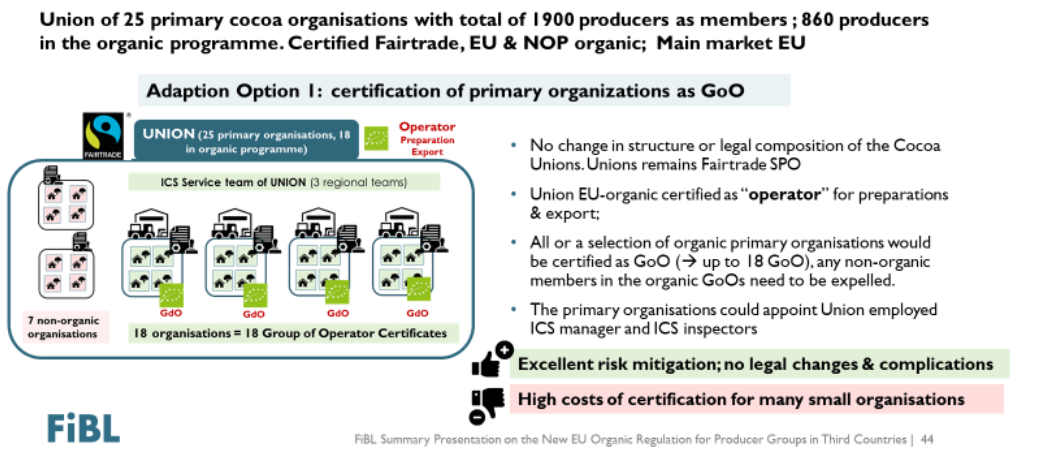 Union of 25 primary cocoa organisations with total of 1900 producers as members ; 860 producers
in the organic programme. Certified Fairtrade, EU & NOP organic;  Main market EU
Adaption Option 1:  certification of primary organizations as GoO
FAIRTRADE
®
UNION (25 primary organisations, 18
in organic programme)
Operator
Preparation
Export
ICS Service team of UNION (3 regional teams)
GdO
GdO
GdO
GdO
7 non-organic
organisations
18 organisations = 18 Group of Operator Certificates
• No change in structure or legal composition of the Cocoa
Unions. Unions remains Fairtrade SPO
• Union EU-organic certified as “operator” for preparations
& export;
• All or a selection of organic primary organisations would
be certified as GoO (→ up to 18 GoO), any non-organic
members in the organic GoOs need to be expelled.
• The primary organisations could appoint Union employed
ICS manager and ICS inspectors
Excellent risk mitigation; no legal changes & complications
High costs of certification for many small organisations
FiBL
FiBL Summary Presentation on the New EU Organic Regulation for Producer Groups in Third Countries | 44